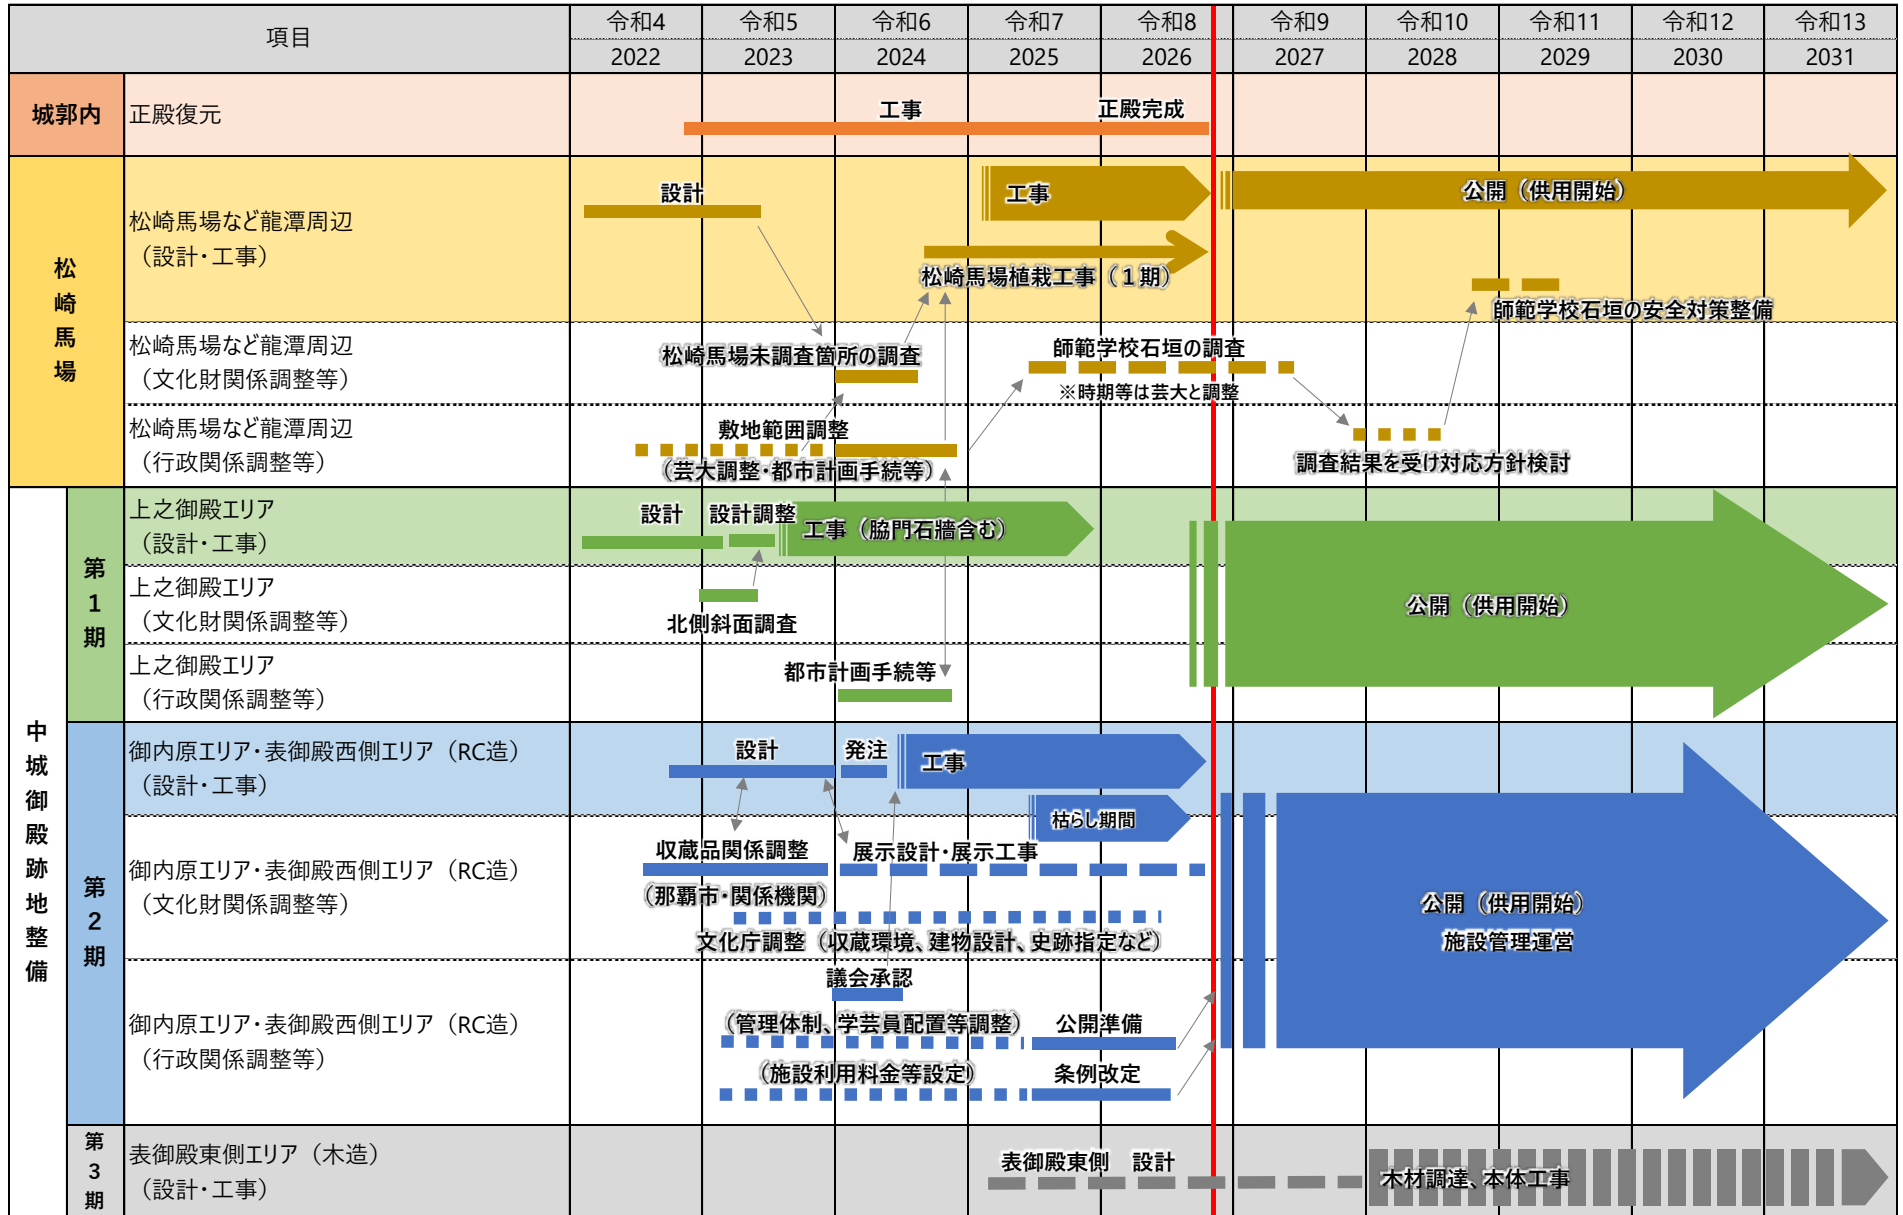 項目
令和4 令和5 令和6 令和7 令和8 令和9 令和10 令和11 令和12 令和13
2022 2023 2024 2025 2026 2027 2028 2029 2030 2031
城郭内
正殿復元
工事
正殿完成
松崎馬場
松崎馬場など龍潭周辺
（設計・工事）
設計
工事
公開（供用開始）
松崎馬場植栽工事（１期）
師範学校石垣の安全対策整備
松崎馬場など龍潭周辺
（文化財関係調整等）
松崎馬場未調査箇所の調査
師範学校石垣の調査
※時期等は芸大と調整
松崎馬場など龍潭周辺
（行政関係調整等）
敷地範囲調整
（芸大調整・都市計画手続等）
調査結果を受け対応方針検討
中城御殿跡地整備
第1期
上之御殿エリア
（設計・工事）
設計
設計調整
工事（脇門石牆含む）
上之御殿エリア
（文化財関係調整等）
北側斜面調査
公開（供用開始）
上之御殿エリア
（行政関係調整等）
都市計画手続等
第2期
御内原エリア・表御殿西側エリア（RC造）
（設計・工事）
設計
発注
工事
枯らし期間
御内原エリア・表御殿西側エリア（RC造）
（文化財関係調整等）
収蔵品関係調整
（那覇市・関係機関）
展示設計・展示工事
文化庁調整（収蔵環境、建物設計、史跡指定など）
公開（供用開始）
施設管理運営
御内原エリア・表御殿西側エリア（RC造）
（行政関係調整等）
議会承認
（管理体制、学芸員配置等調整）
公開準備
（施設利用料金等設定）
条例改定
第3期
表御殿東側エリア（木造）
（設計・工事）
表御殿東側　設計
木材調達、本体工事